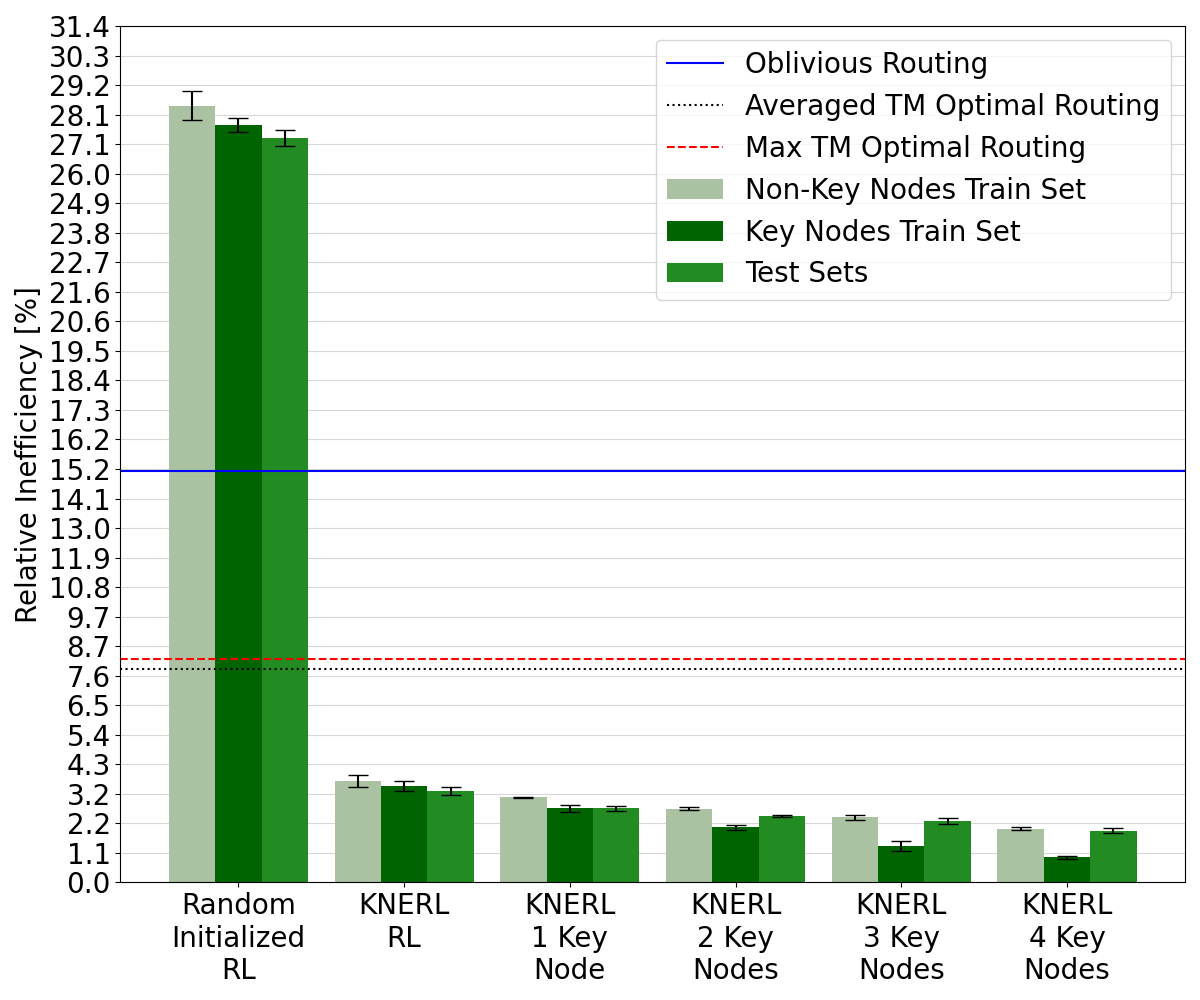 Relative Inefficiency [%]
31.4
30.3
29.2
28.1
27.1
26.0
24.9
23.8
22.7
21.6
20.6
19.5
18.4
17.3
16.2
15.2
14.1
13.0
11.9
10.8
9.7
8.7
7.6
6.5
5.4
4.3
3.2
2.2
1.1
0.0
Oblivious Routing
Averaged TM Optimal Routing
Max TM Optimal Routing
Non-Key Nodes Train Set
Key Nodes Train Set
Test Sets
Random
Initialized
RL
KNERL
RL
KNERL
1 Key
Node
KNERL
2 Key
Nodes
KNERL
3 Key
Nodes
KNERL
4 Key
Nodes